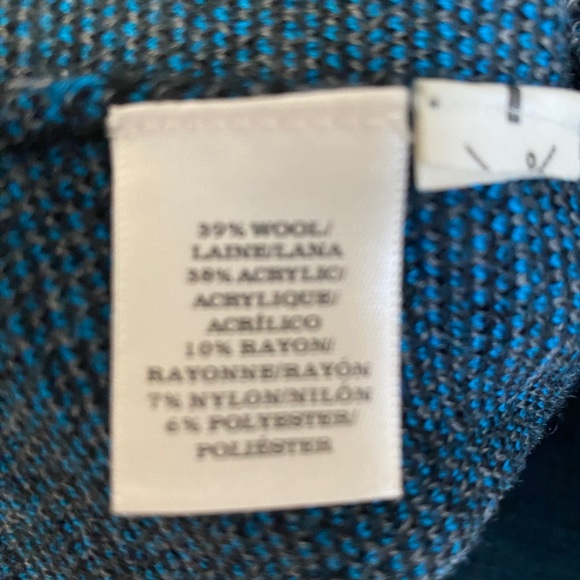 39% WOOL/
LAINE/LANA
38% ACRYLIC/
ACRYLIQUE/
ACRÍLICO
10% RAYON/
RAYONNE/RAYÓN
7% NYLON/NILÓN
6% POLYESTER/
POLIÉSTER